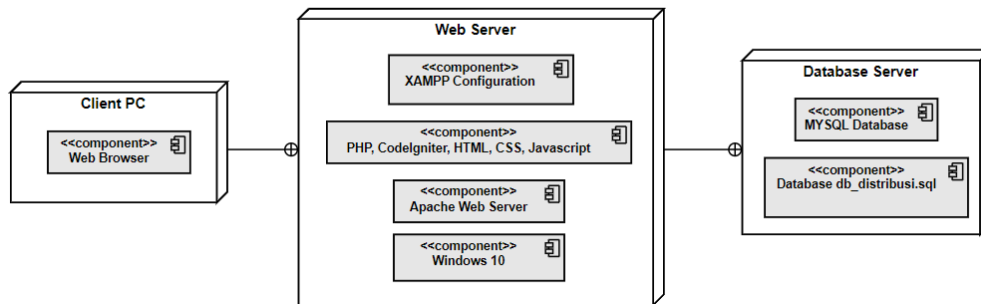 Client PC
<<component>>
Web Browser
Web Server
<<component>>
XAMPP Configuration
<<component>>
PHP, CodeIgniter, HTML, CSS, Javascript
<<component>>
Apache Web Server
<<component>>
Windows 10
Database Server
<<component>>
MYSQL Database
<<component>>
Database db_distribusi.sql